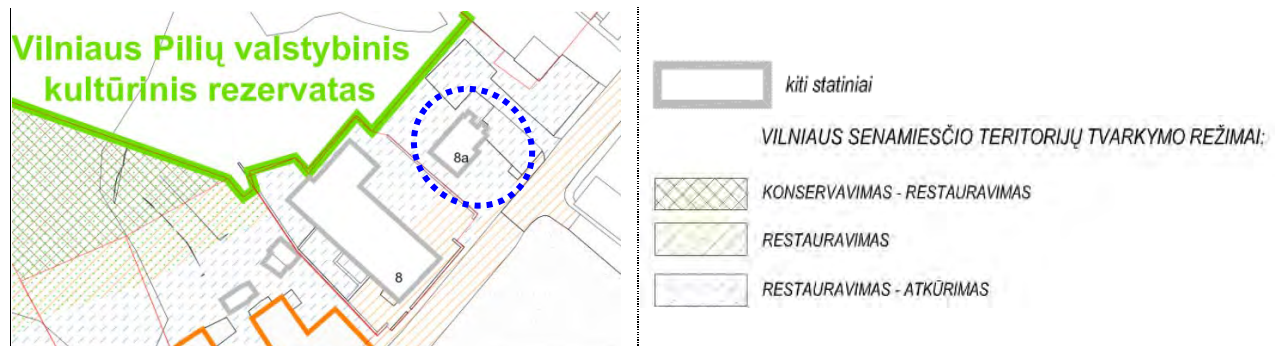 Vilniaus Pilių valstybinis
kultūrinis rezervatas
8a
8
kiti statiniai
VILNIAUS SENAMIESČIO TERITORIJŲ TVARKYMO REŽIMAI;
KONSERVAVIMAS - RESTAURAVIMAS
RESTAURAVIMAS
RESTAURAVIMAS - ATKŪRIMAS